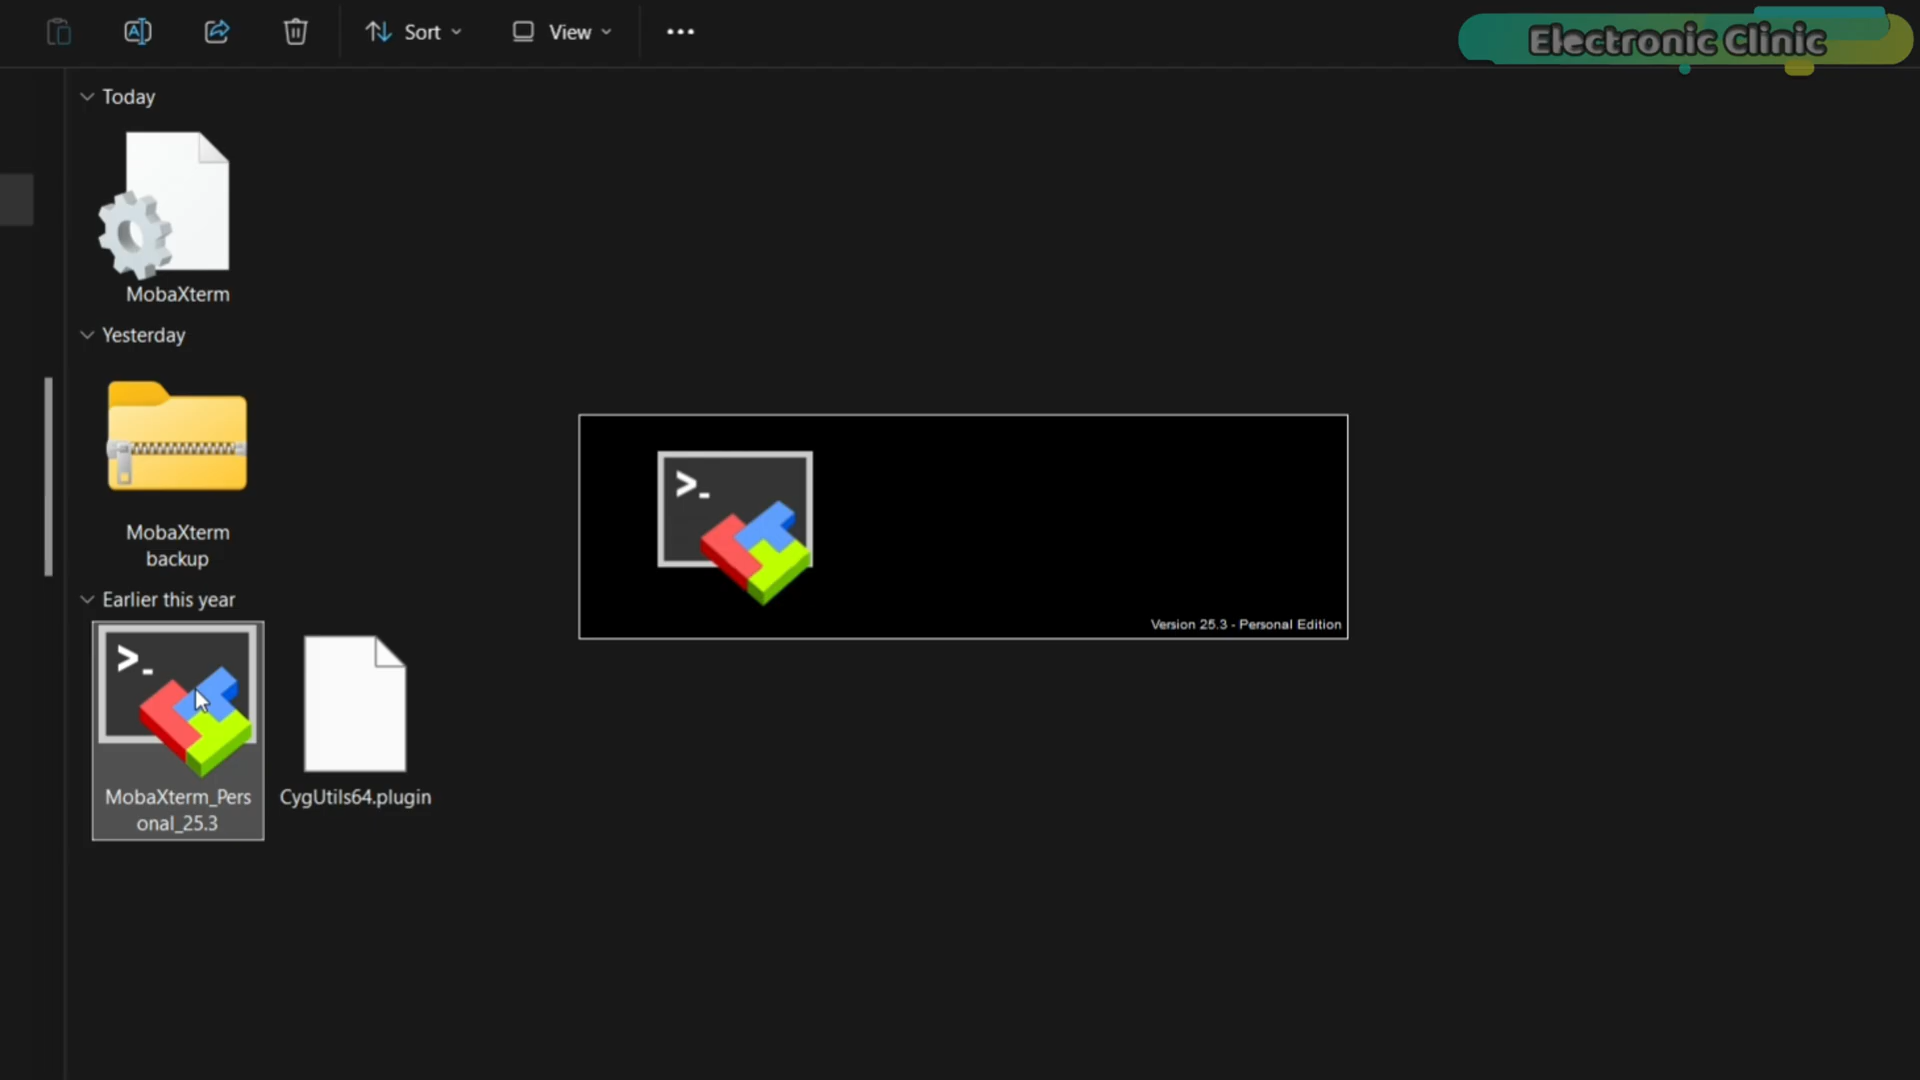 Sort
View
Electronic Clinic
Today
MobaXterm
Yesterday
MobaXterm
backup
Earlier this year
>_
Version 25.3 - Personal Edition
>_
MobaXterm_Pers
onal_25.3
CygUtils64.plugin